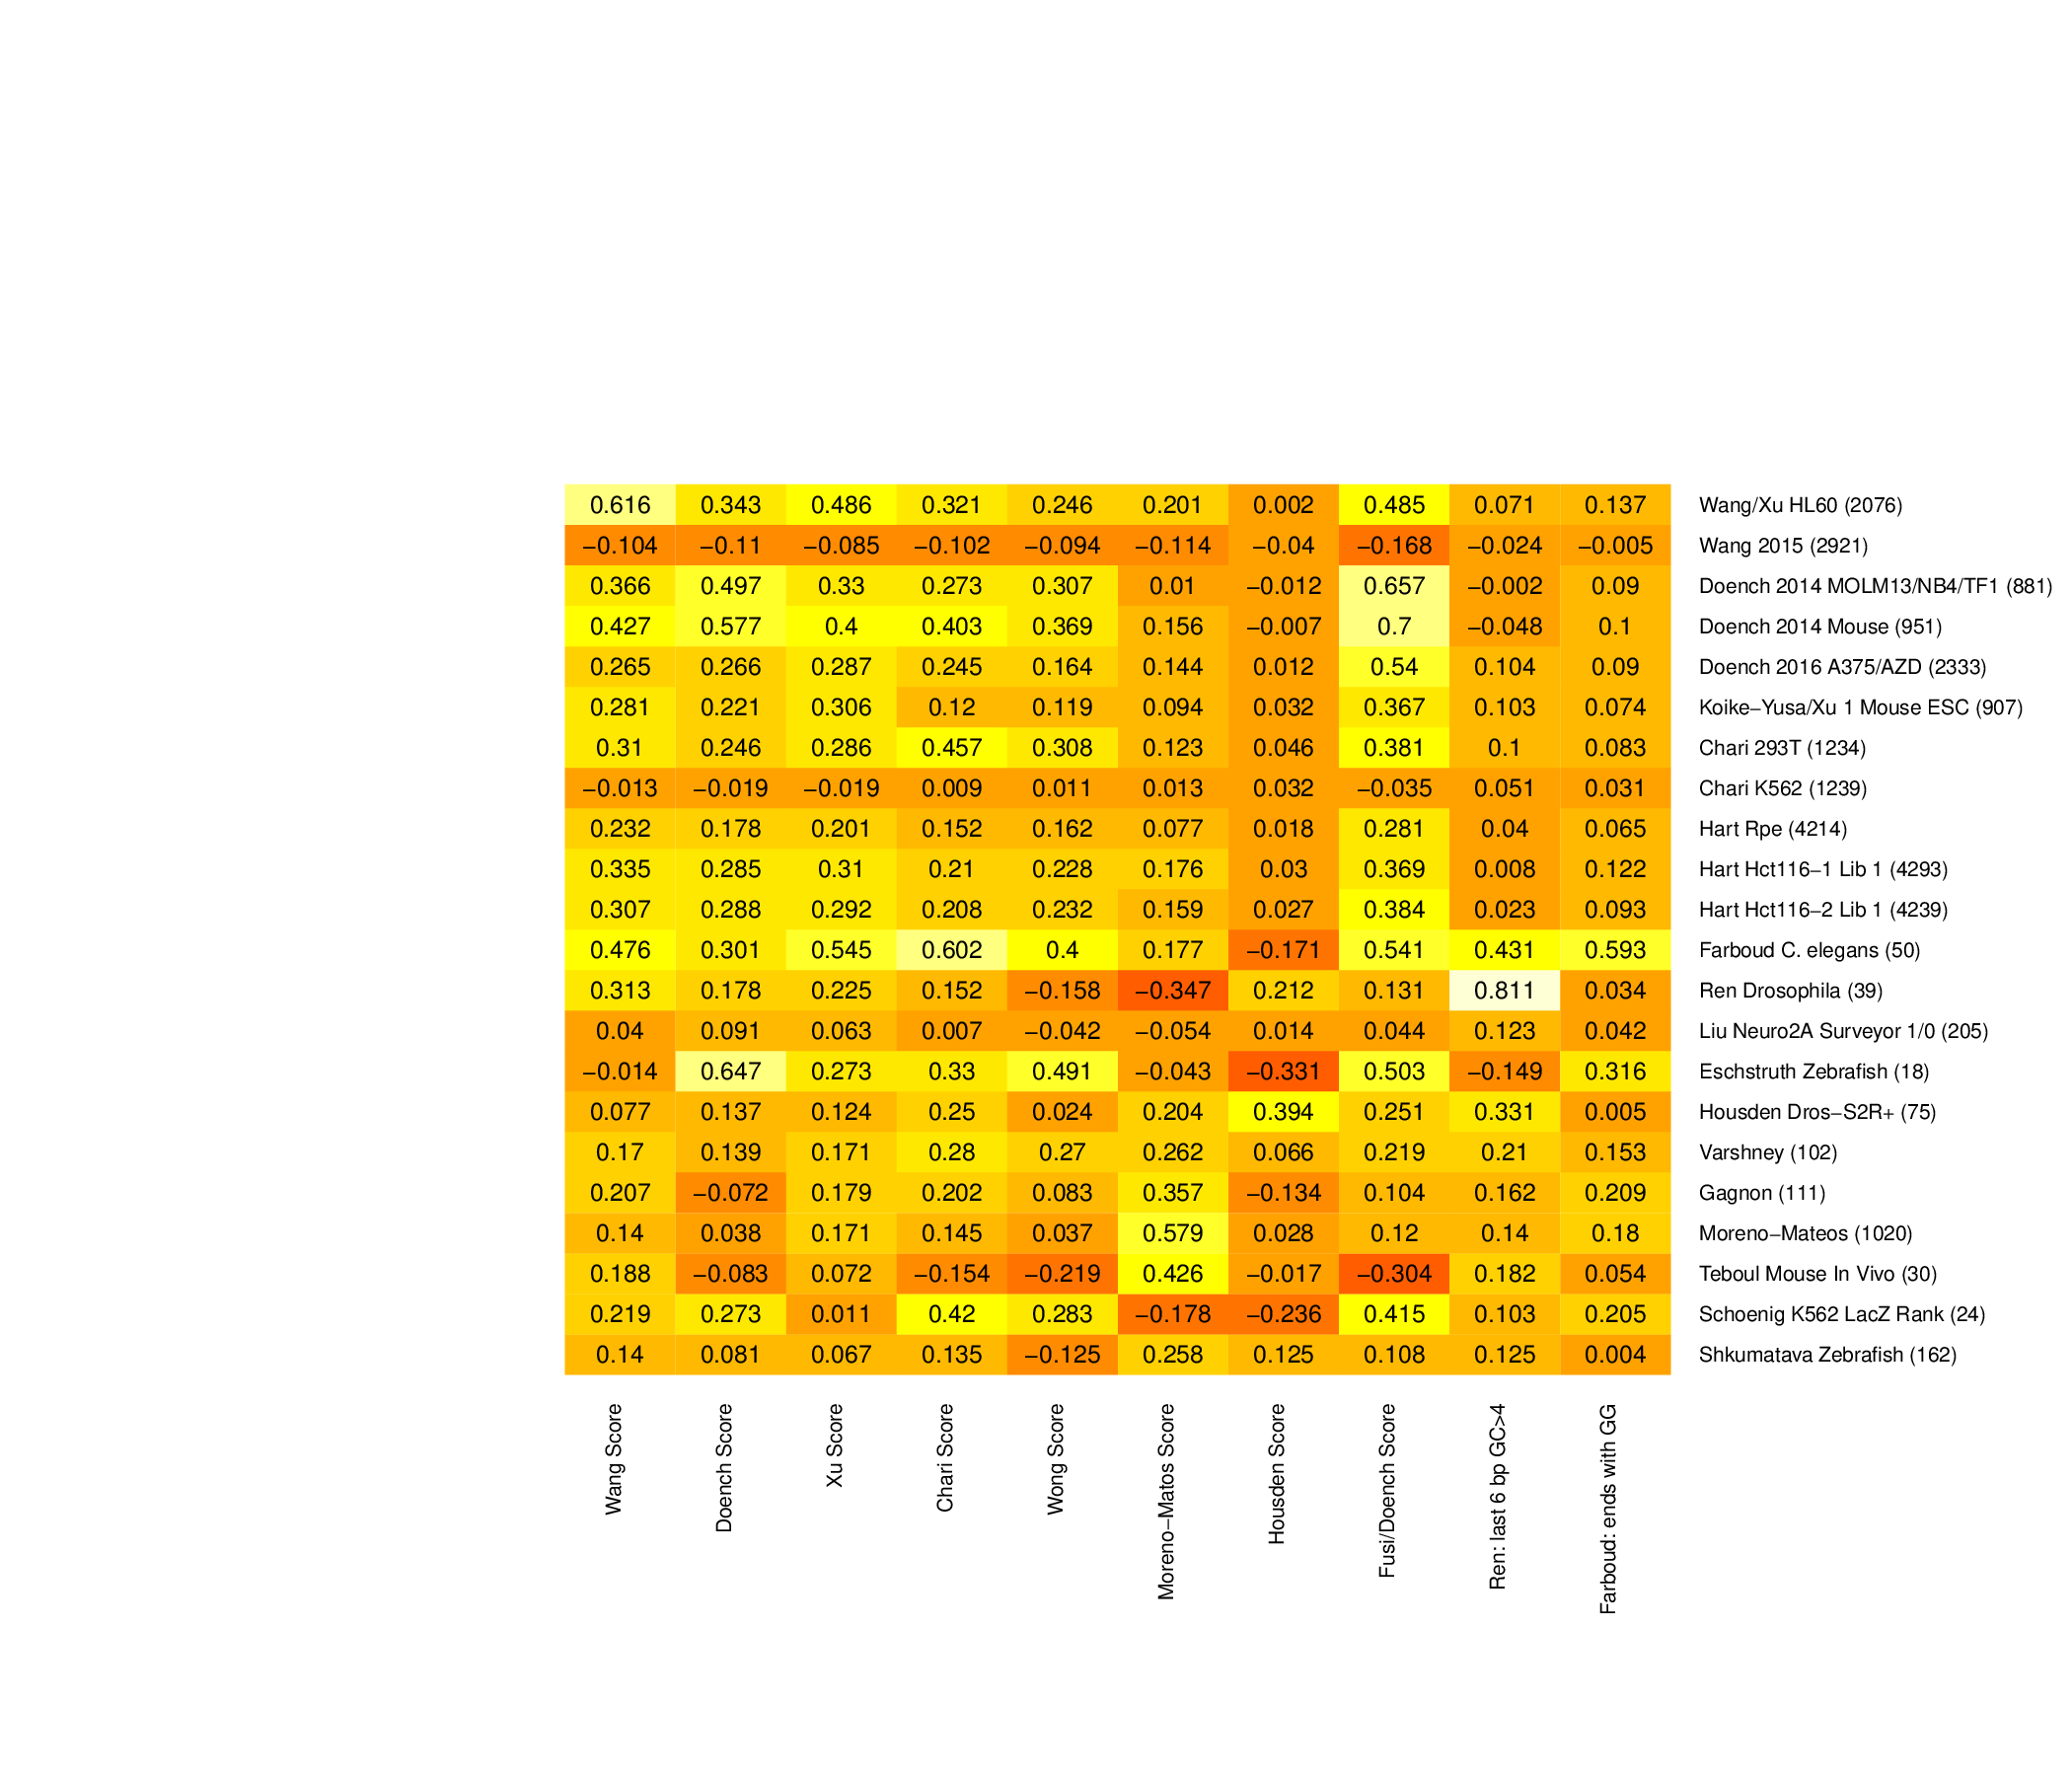 0.616 0.343 0.486 0.321 0.246 0.201 0.002 0.485 0.071 0.137 Wang/Xu HL60 (2076)
−0.104 −0.11 −0.085 −0.102 −0.094 −0.114 −0.04 −0.168 −0.024 −0.005 Wang 2015 (2921)
0.366 0.497 0.33 0.273 0.307 0.01 −0.012 0.657 −0.002 0.09 Doench 2014 MOLM13/NB4/TF1 (881)
0.427 0.577 0.4 0.403 0.369 0.156 −0.007 0.7 −0.048 0.1 Doench 2014 Mouse (951)
0.265 0.266 0.287 0.245 0.164 0.144 0.012 0.54 0.104 0.09 Doench 2016 A375/AZD (2333)
0.281 0.221 0.306 0.12 0.119 0.094 0.032 0.367 0.103 0.074 Koike−Yusa/Xu 1 Mouse ESC (907)
0.31 0.246 0.286 0.457 0.308 0.123 0.046 0.381 0.1 0.083 Chari 293T (1234)
−0.013 −0.019 −0.019 0.009 0.011 0.013 0.032 −0.035 0.051 0.031 Chari K562 (1239)
0.232 0.178 0.201 0.152 0.162 0.077 0.018 0.281 0.04 0.065 Hart Rpe (4214)
0.335 0.285 0.31 0.21 0.228 0.176 0.03 0.369 0.008 0.122 Hart Hct116−1 Lib 1 (4293)
0.307 0.288 0.292 0.208 0.232 0.159 0.027 0.384 0.023 0.093 Hart Hct116−2 Lib 1 (4239)
0.476 0.301 0.545 0.602 0.4 0.177 −0.171 0.541 0.431 0.593 Farboud C. elegans (50)
0.313 0.178 0.225 0.152 −0.158 −0.347 0.212 0.131 0.811 0.034 Ren Drosophila (39)
0.04 0.091 0.063 0.007 −0.042 −0.054 0.014 0.044 0.123 0.042 Liu Neuro2A Surveyor 1/0 (205)
−0.014 0.647 0.273 0.33 0.491 −0.043 −0.331 0.503 −0.149 0.316 Eschstruth Zebrafish (18)
0.077 0.137 0.124 0.25 0.024 0.204 0.394 0.251 0.331 0.005 Housden Dros−S2R+ (75)
0.17 0.139 0.171 0.28 0.27 0.262 0.066 0.219 0.21 0.153 Varshney (102)
0.207 −0.072 0.179 0.202 0.083 0.357 −0.134 0.104 0.162 0.209 Gagnon (111)
0.14 0.038 0.171 0.145 0.037 0.579 0.028 0.12 0.14 0.18 Moreno−Mateos (1020)
0.188 −0.083 0.072 −0.154 −0.219 0.426 −0.017 −0.304 0.182 0.054 Teboul Mouse In Vivo (30)
0.219 0.273 0.011 0.42 0.283 −0.178 −0.236 0.415 0.103 0.205 Schoenig K562 LacZ Rank (24)
0.14 0.081 0.067 0.135 −0.125 0.258 0.125 0.108 0.125 0.004 Shkumatava Zebrafish (162)
Wang Score
Doench Score
Xu Score
Chari Score
Wong Score
Moreno−Matos Score
Housden Score
Fusi/Doench Score
Ren: last 6 bp GC>4
Farboud: ends with GG